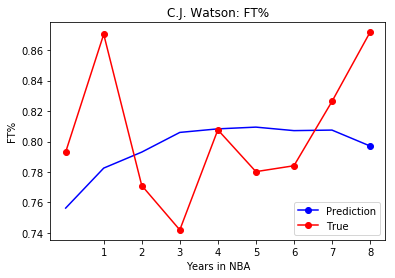 C.J. Watson: FT%
FT%
0.86
0.84
0.82
0.80
0.78
0.76
0.74
Prediction
True
1 2 3 4 5 6 7 8
Years in NBA